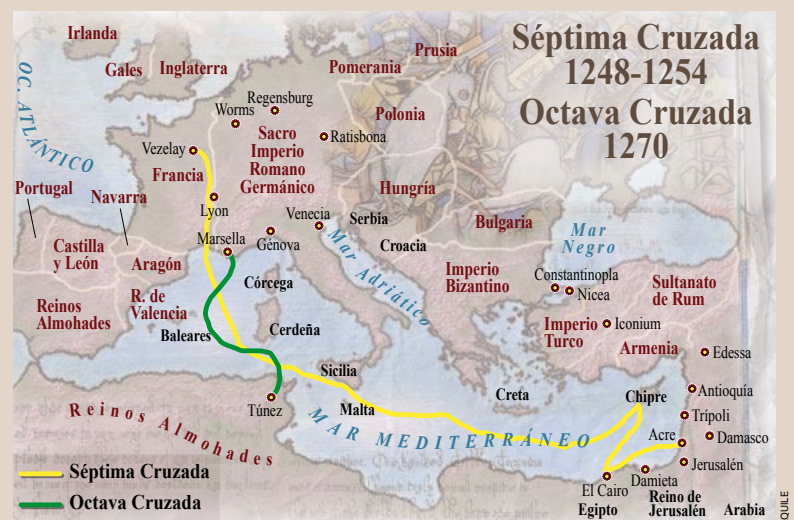 Séptima Cruzada
1248-1254
Octava Cruzada
1270
Irlanda
Gales
Inglaterra
Prusia
Pomerania
Polonia
OC. ATLÁNTICO
Regensburg
Worms
Ratisbona
Sacro
Imperio
Romano
Germánico
Vezelay
Francia
Hungría
Portugal
Navarra
Lyon
Venecia
Serbia
Bulgaria
Mar
Negro
Castilla
y León
Marsella
Génova
Croacia
Mar Adriático
Aragón
Imperio
Bizantino
Constantinopla
Nicea
Sultanato
de Rum
Córcega
Reinos
Almohades
R. de
Valencia
Baleares
Cerdeña
Imperio
Turco
Iconium
Armenia
Edessa
Sicilia
Creta
Chipre
Antioquía
Túnez
Malta
Trípoli
Reinos Almohades
MAR MEDITERRÁNEO
Acre
Damasco
Jerusalén
Damieta
El Cairo
Egipto
Reino de
Jerusalén
Arabia
Séptima Cruzada
Octava Cruzada
QUILE